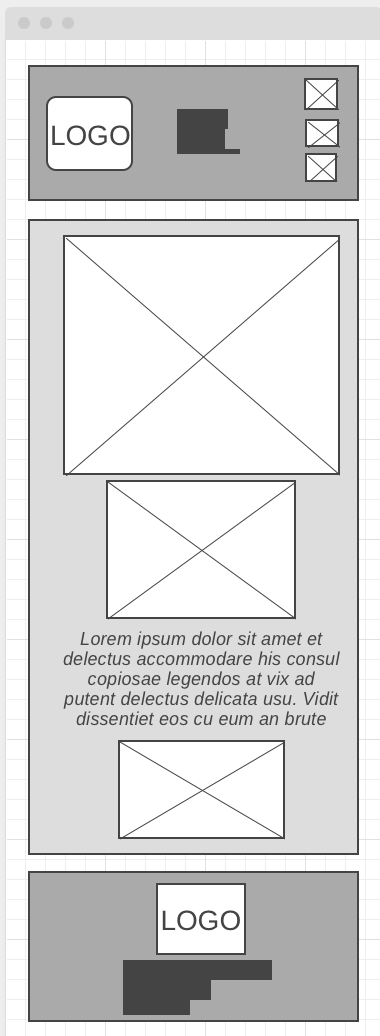 LOGO
Lorem ipsum dolor sit amet et
delectus accommodare his consul
copiosae legendos at vix ad
putent delectus delicata usu. Vidit
dissentiet eos cu eum an brute
LOGO